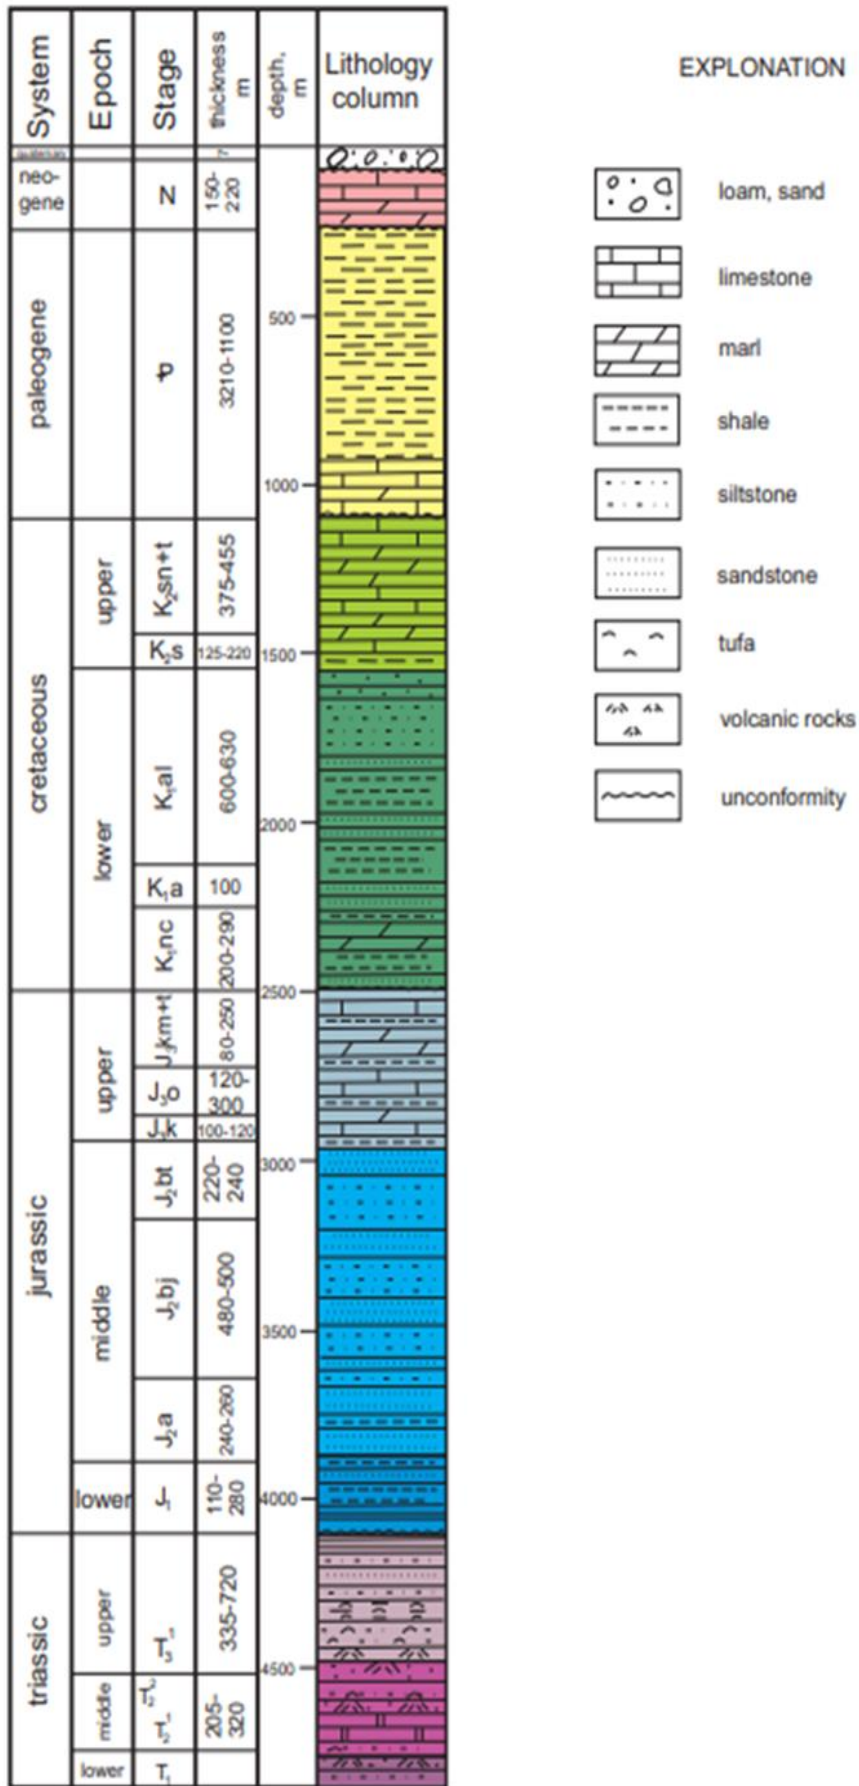 System
Epoch
Stage
thickness
m
depth,
m
Lithology
column
EXPLONATION
neo-
gene
N
150-
220
paleogene
P
3210-1100
500
1000
cretaceous
upper
K₂sn+t
375-455
K₂s
125-220
1500
lower
K₁al
600-630
2000
K₁a
100
K₁nc
200-290
2500
jurassic
upper
J₃km+t
80-250
J₃o
120-
300
J₃k
100-120
middle
J₂bt
220-
240
3000
J₂bj
480-500
3500
J₂a
240-260
lower
J₁
110-
280
4000
triassic
upper
T₃¹
335-720
4500
middle
T₂²
T₂¹
205-
320
lower
T₁
loam, sand
limestone
marl
shale
siltstone
sandstone
tufa
volcanic rocks
unconformity